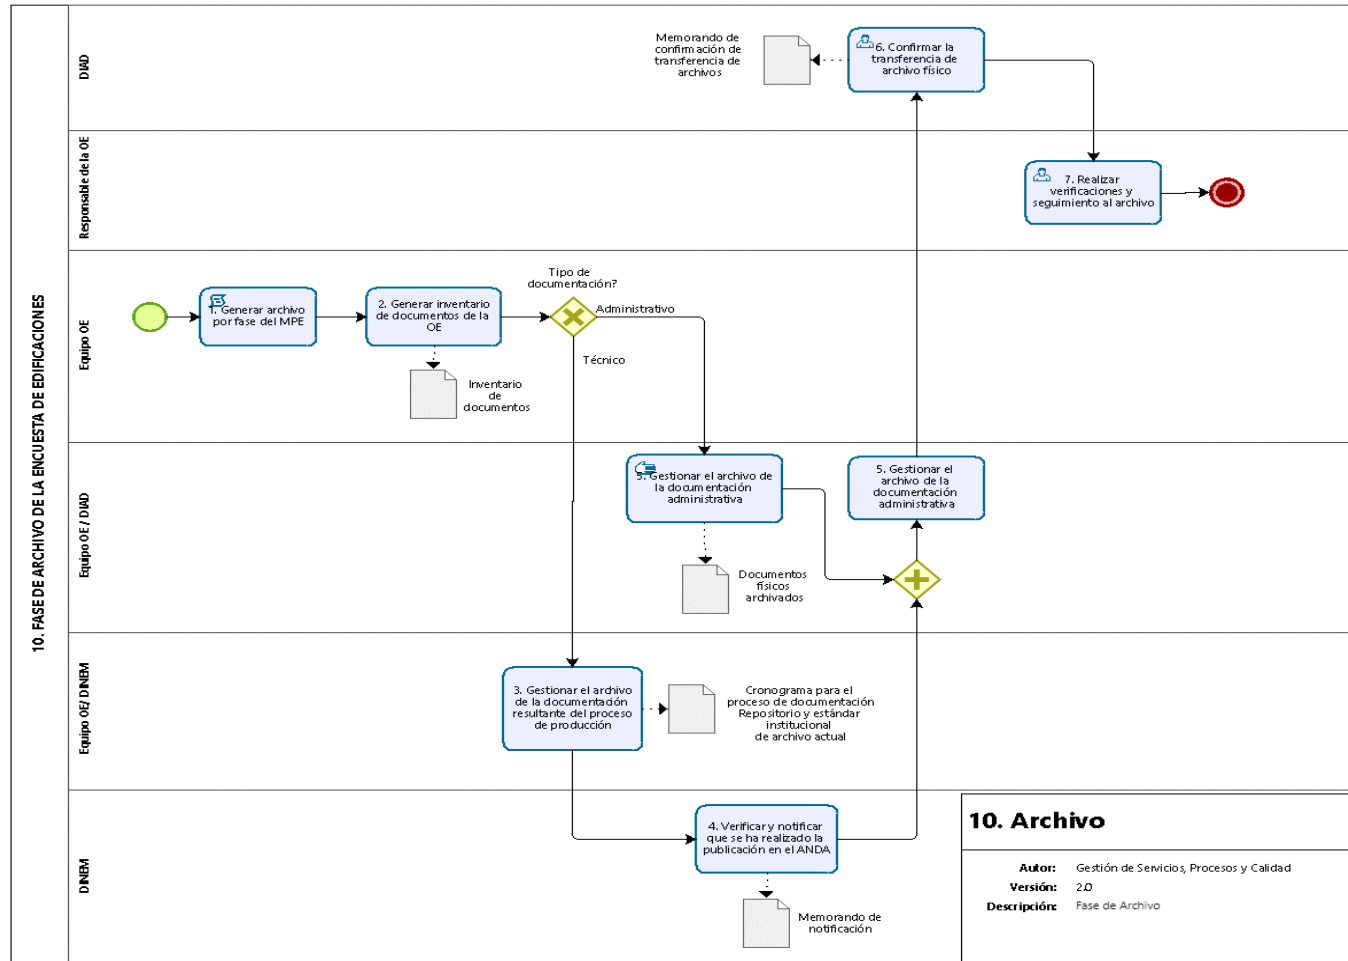 10. FASE DE ARCHIVO DE LA ENCUESTA DE EDIFICACIONES
DIAD
Memorando de
confirmación de
transferencia de
archivos
6. Confirmar la
transferencia de
archivo físico
Responsable de la OE
7. Realizar
verificaciones y
seguimiento al archivo
Equipo OE
1. Generar archivo
por fase del MPE
2. Generar inventario
de documentos de la
OE
Tipo de
documentación?
Administrativo
Técnico
Inventario
de
documentos
Equipo OE / DIAD
5. Gestionar el archivo de
la documentación
administrativa
5. Gestionar el
archivo de la
documentación
administrativa
Documentos
físicos
archivados
Equipo OE/ DINEM
3. Gestionar el archivo
de la documentación
resultante del proceso
de producción
Cronograma para el
proceso de documentación
Repositorio y estándar
institucional
de archivo actual
DINEM
4. Verificar y notificar
que se ha realizado la
publicación en el ANDA
Memorando de
notificación
10. Archivo
Autor: Gestión de Servicios, Procesos y Calidad
Versión: 2.0
Descripción: Fase de Archivo